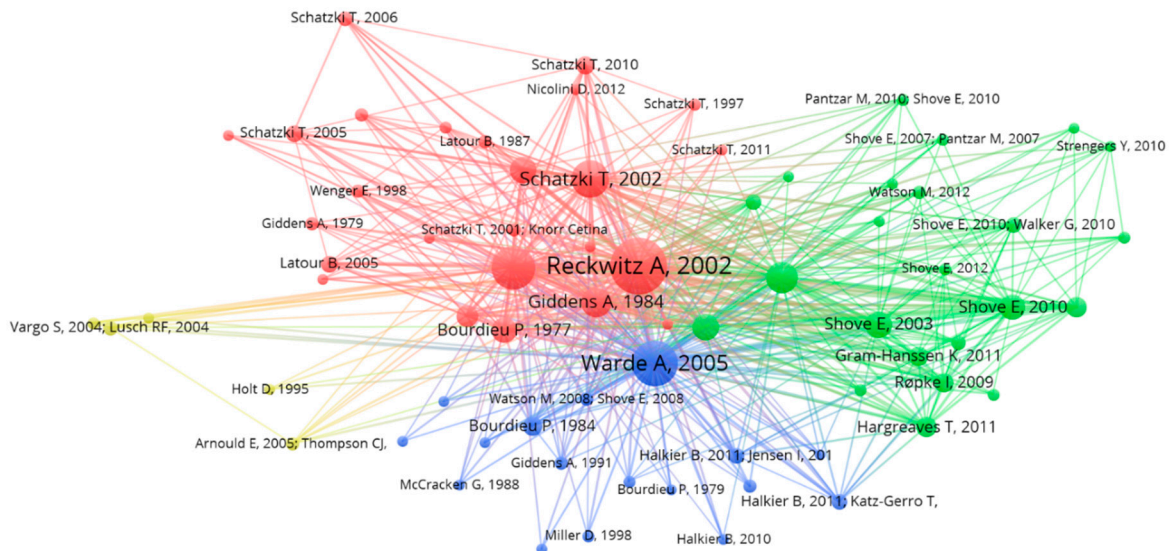 Schatzki T, 2006
Schatzki T, 2010
Nicolini D, 2012
Schatzki T, 1997
Pantzar M, 2010; Shove E, 2010
Schatzki T, 2005
Latour B, 1987
Shove E, 2007; Pantzar M, 2007
Strengers Y, 2010
Schatzki T, 2011
Schatzki T, 2002
Wenger E, 1998
Watson M, 2012
Giddens A, 1979
Schatzki T, 2001; Knorr Cetina
Shove E, 2010; Walker G, 2010
Latour B, 2005
Reckwitz A, 2002
Shove E, 2012
Giddens A, 1984
Shove E, 2010
Vargo S, 2004; Lusch RF, 2004
Bourdieu P, 1977
Shove E, 2003
Warde A, 2005
Gram-Hanssen K, 2011
Røpke I, 2009
Holt D, 1995
Watson M, 2008; Shove E, 2008
Bourdieu P, 1984
Hargreaves T, 2011
Arnould E, 2005; Thompson CJ,
Halkier B, 2011; Jensen I, 201
Giddens A, 1991
McCracken G, 1988
Bourdieu P, 1979
Halkier B, 2011; Katz-Gerro T,
Miller D, 1998
Halkier B, 2010